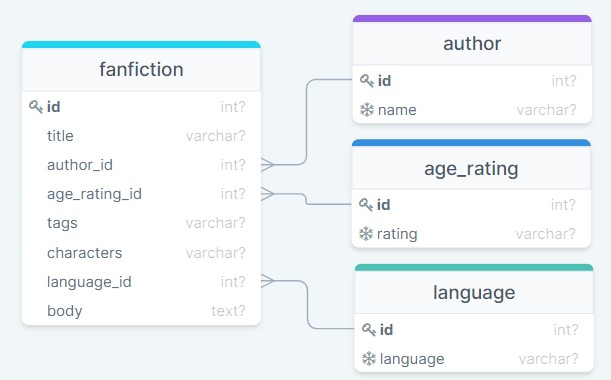 fanfiction
id int?
title varchar?
author_id int?
age_rating_id int?
tags varchar?
characters varchar?
language_id int?
body text?
author
id int?
name varchar?
age_rating
id int?
rating varchar?
language
id int?
language varchar?